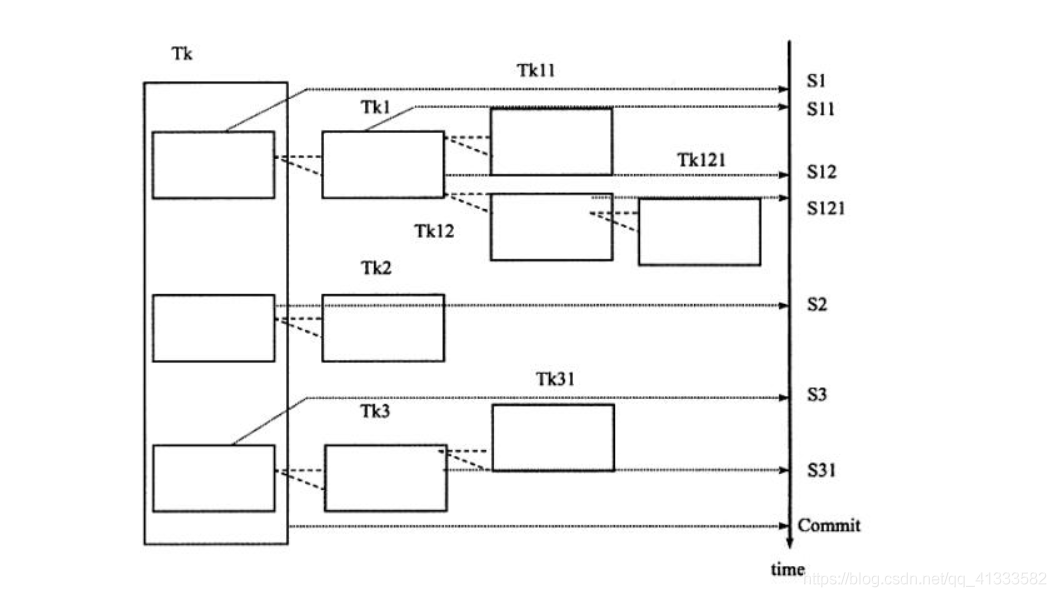 Tk
Tk11
S1
Tk1
S11
Tk121
S12
S121
Tk12
Tk2
S2
Tk31
S3
Tk3
S31
Commit
time
https://blog.csdn.net/qq_41333582